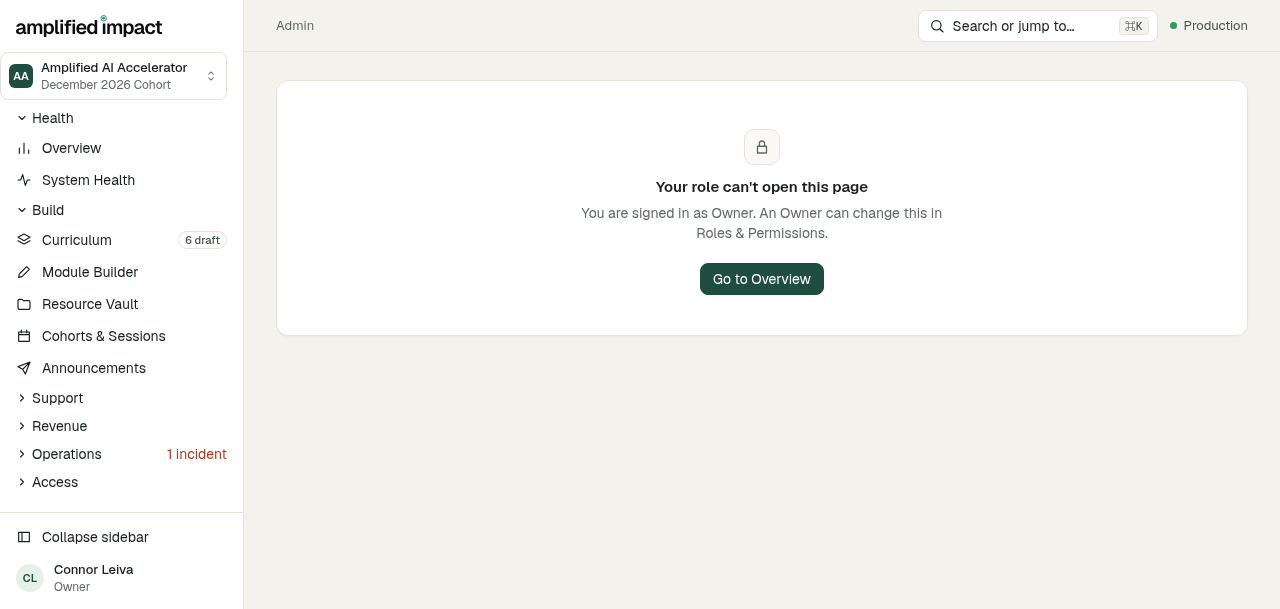 amplified impact
AA
Amplified AI Accelerator
December 2026 Cohort
Health
Overview
System Health
Build
Curriculum
6 draft
Module Builder
Resource Vault
Cohorts & Sessions
Announcements
Support
Revenue
Operations
1 incident
Access
Collapse sidebar
CL
Connor Leiva
Owner
Admin
Search or jump to…
⌘K
Production
Your role can't open this page
You are signed in as Owner. An Owner can change this in
Roles & Permissions.
Go to Overview